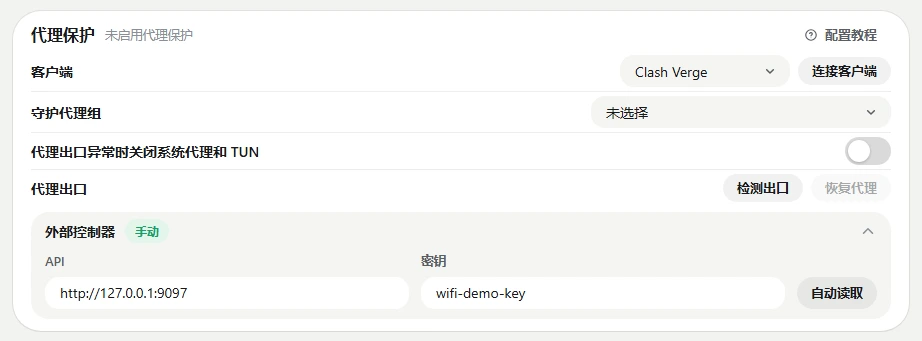 代理保护 未启用代理保护 配置教程
客户端 Clash Verge 连接客户端
守护代理组 未选择
代理出口异常时关闭系统代理和 TUN
代理出口 检测出口 恢复代理
外部控制器 手动
API 密钥
http://127.0.0.1:9097 wifi-demo-key 自动读取